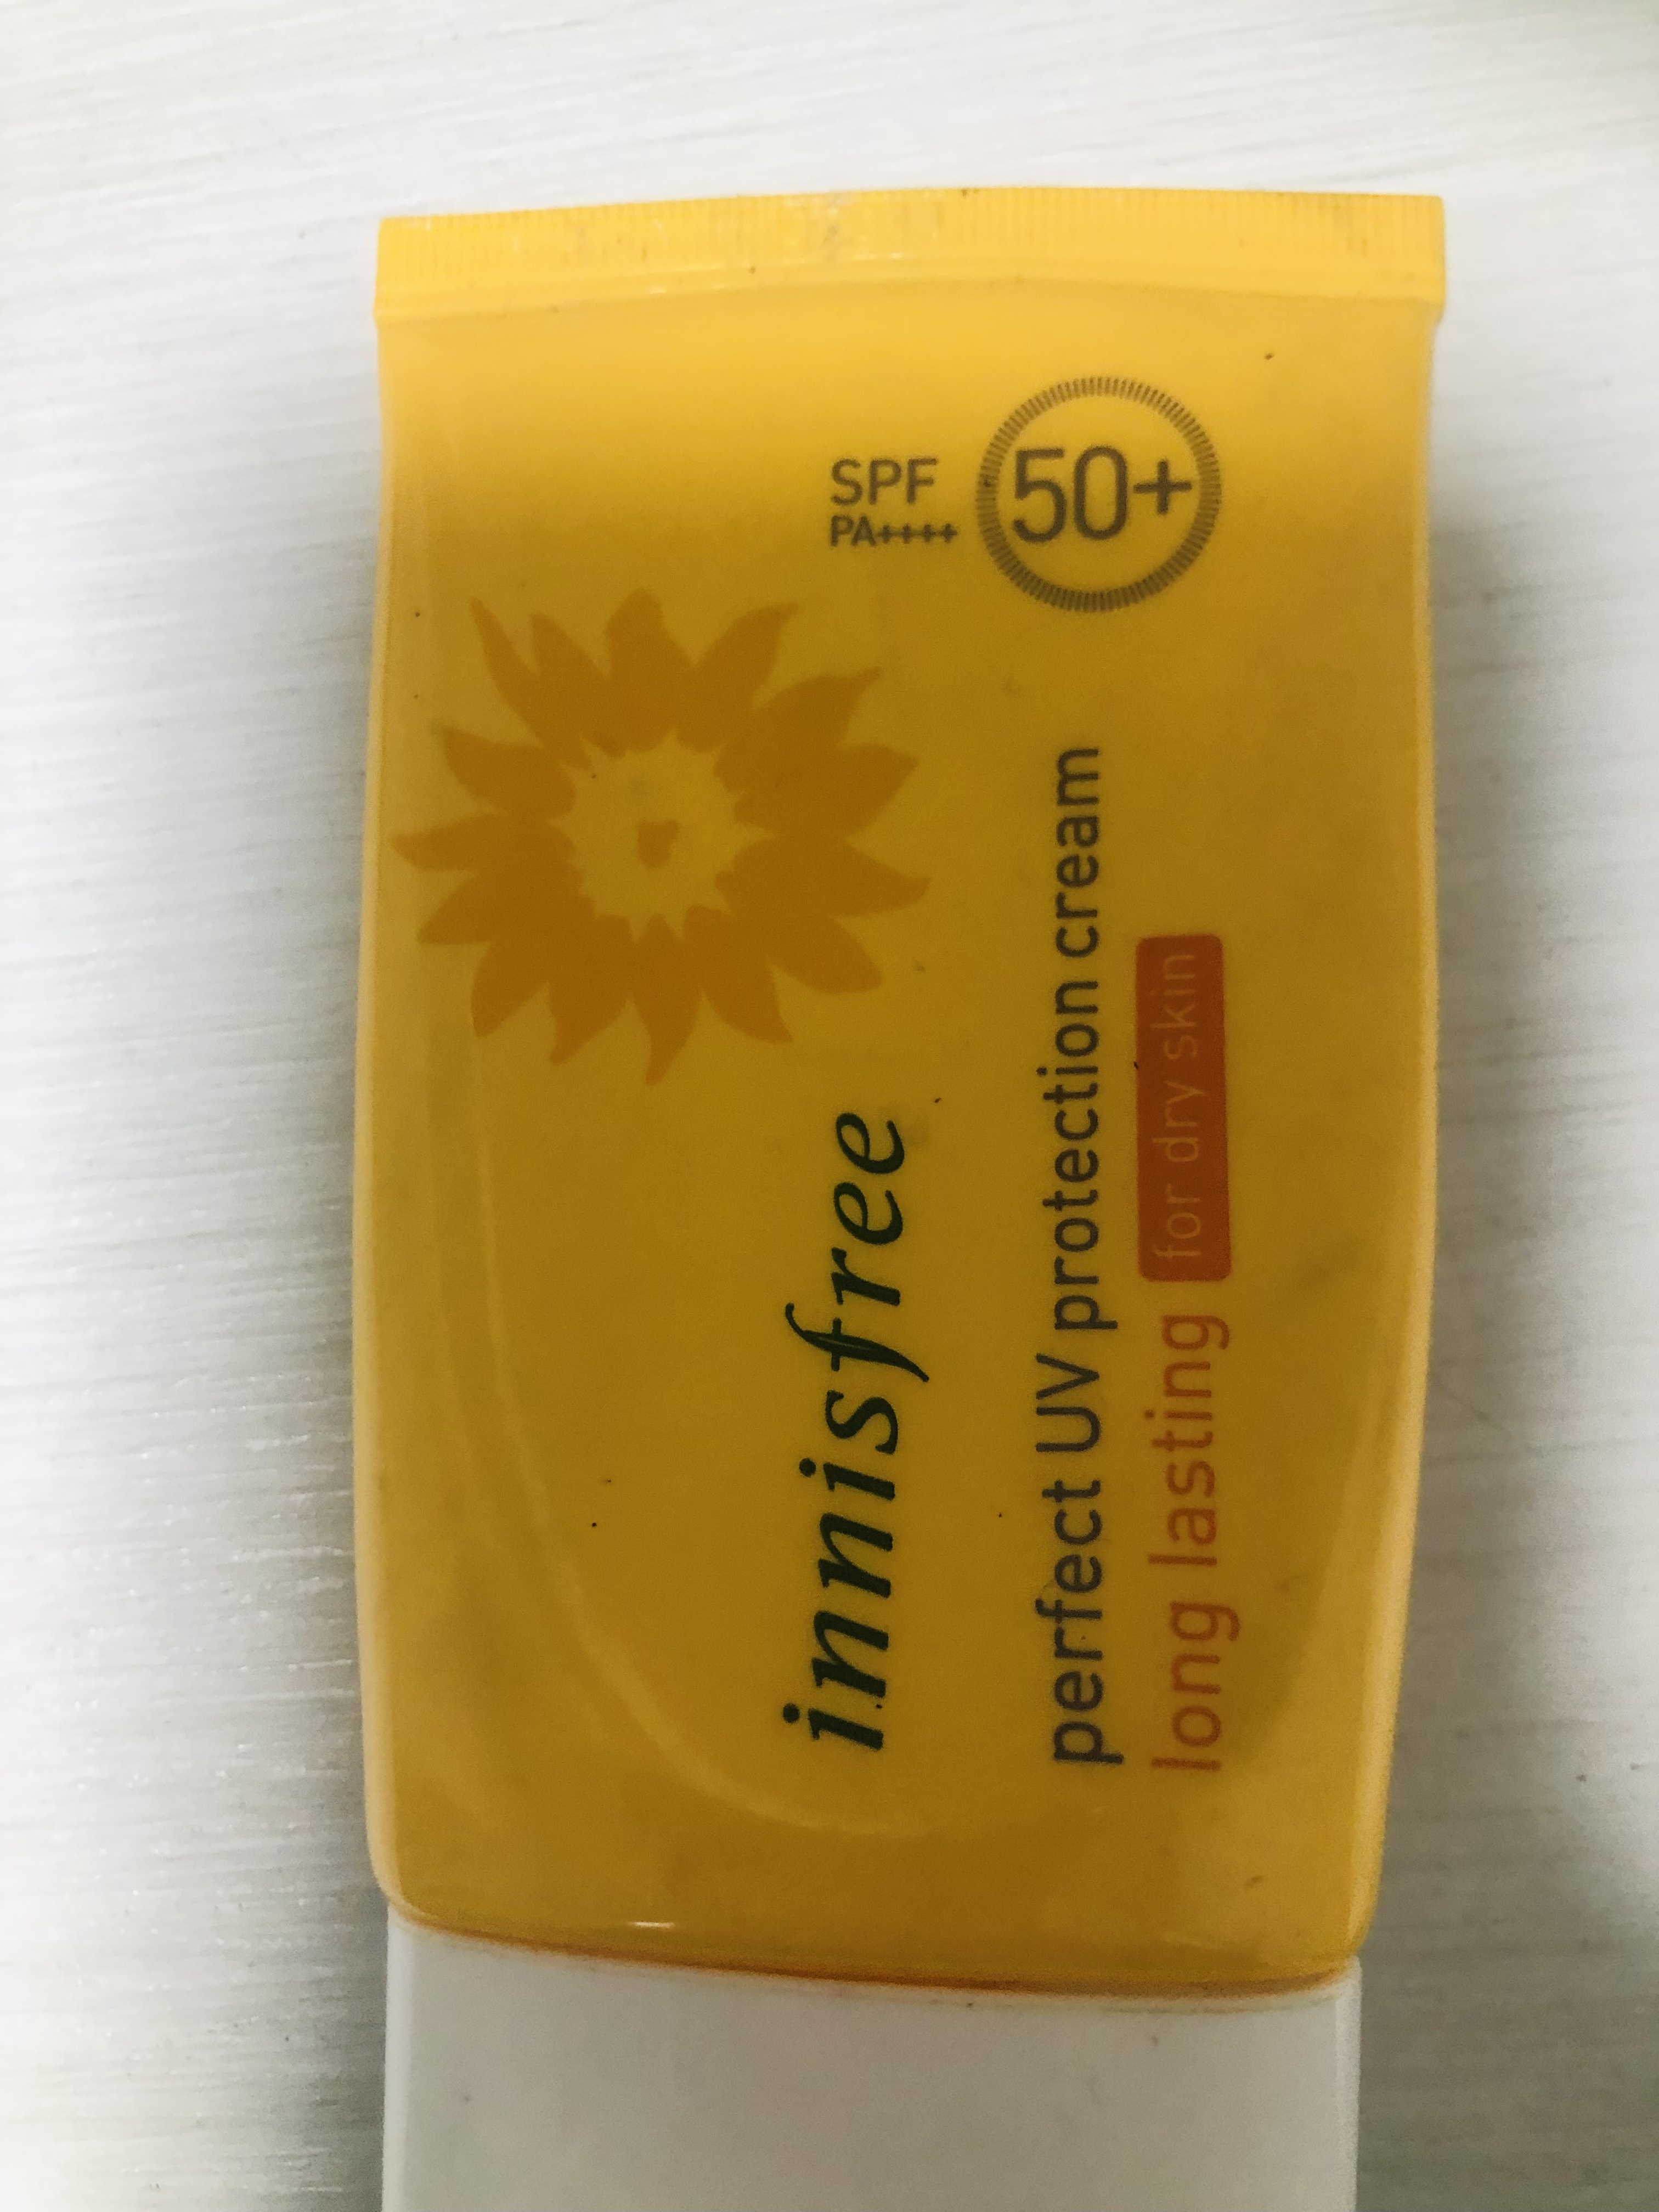 innisfree
perfect UV protection cream
long lasting for dry skin
SPF 50+
PA++++